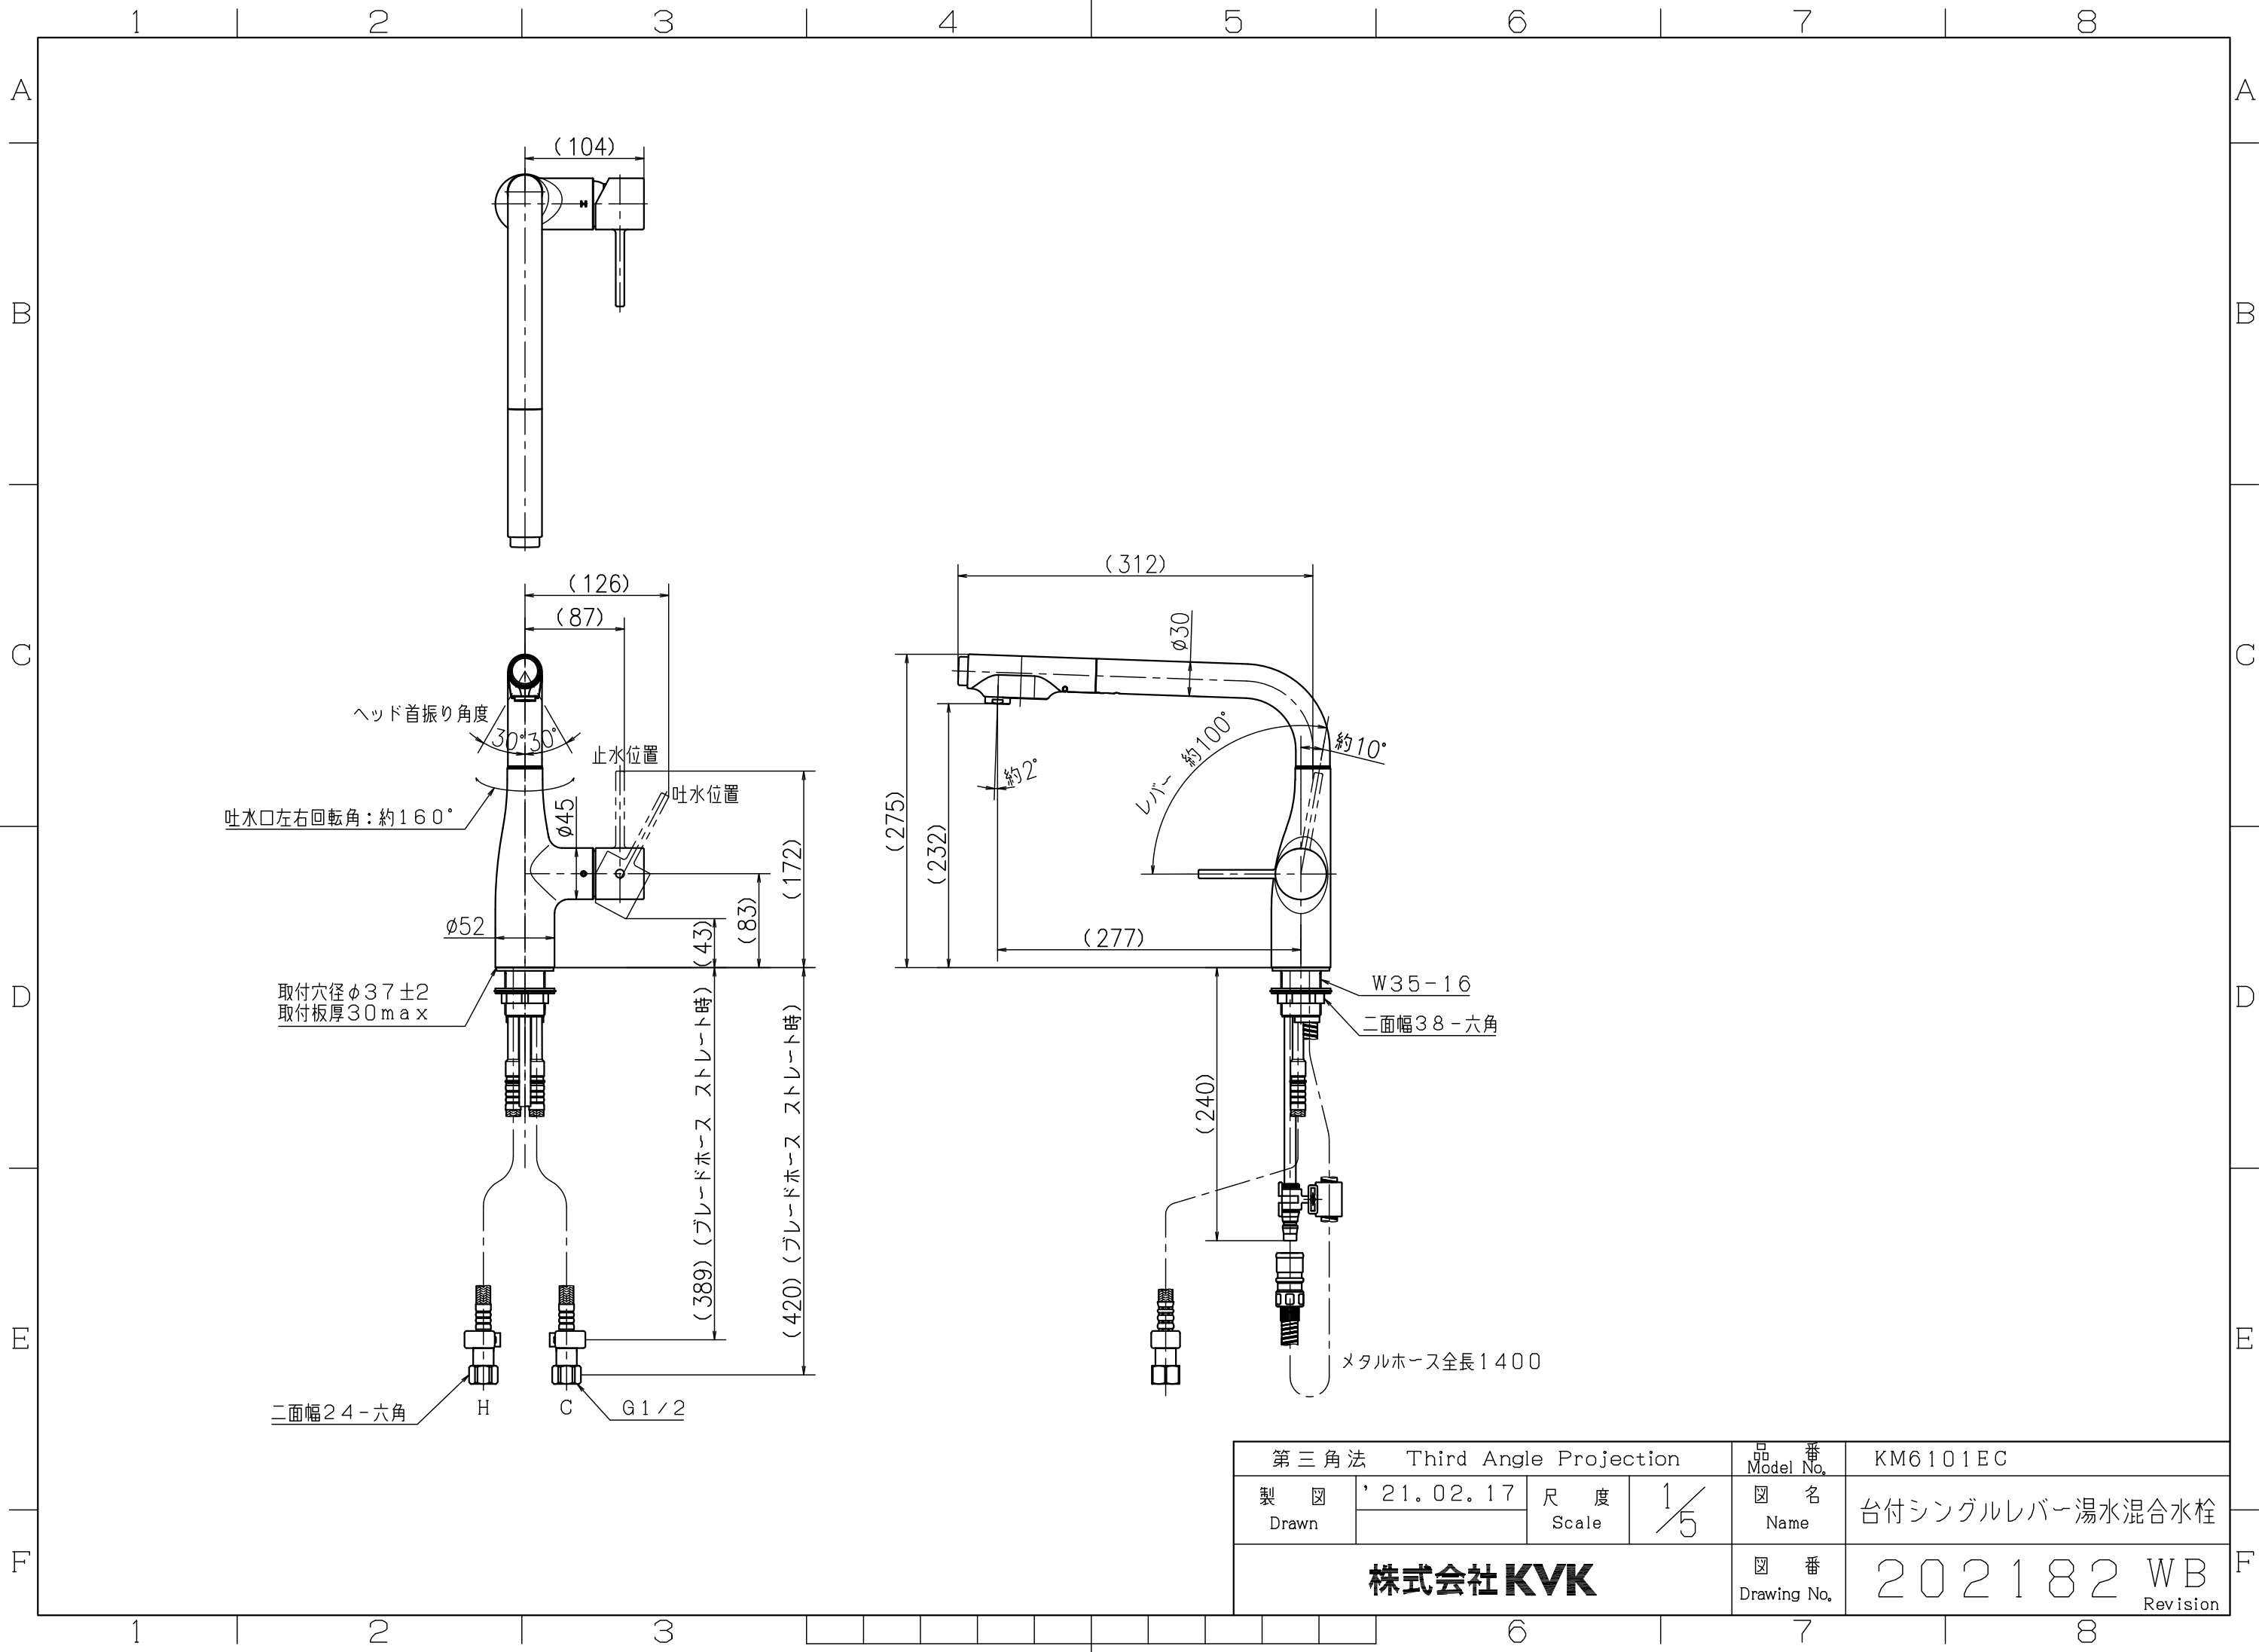 1 2 3 4 5 6 7 8
A A
B B
C C
D D
E E
F F
(104)
(126)
(87)
ヘッド首振り角度
30° 30°
止水位置
吐水位置
吐水口左右回転角：約160°
φ45
φ52
(172)
(83)
(43)
取付穴径φ37±2
取付板厚30max
(389)(ブレードホース ストレート時)
(420)(ブレードホース ストレート時)
二面幅24-六角
H
C
G1/2
(312)
φ30
約10°
レバー 約100°
約2°
(275)
(232)
(277)
W35-16
二面幅38-六角
(240)
メタルホース全長1400
第三角法 Third Angle Projection
品番 Model No. KM6101EC
製図 Drawn '21.02.17
尺度 Scale 1/5
図名 Name 台付シングルレバー湯水混合水栓
株式会社KVK
図番 Drawing No. 202182 WB
Revision
1 2 3 6 7 8